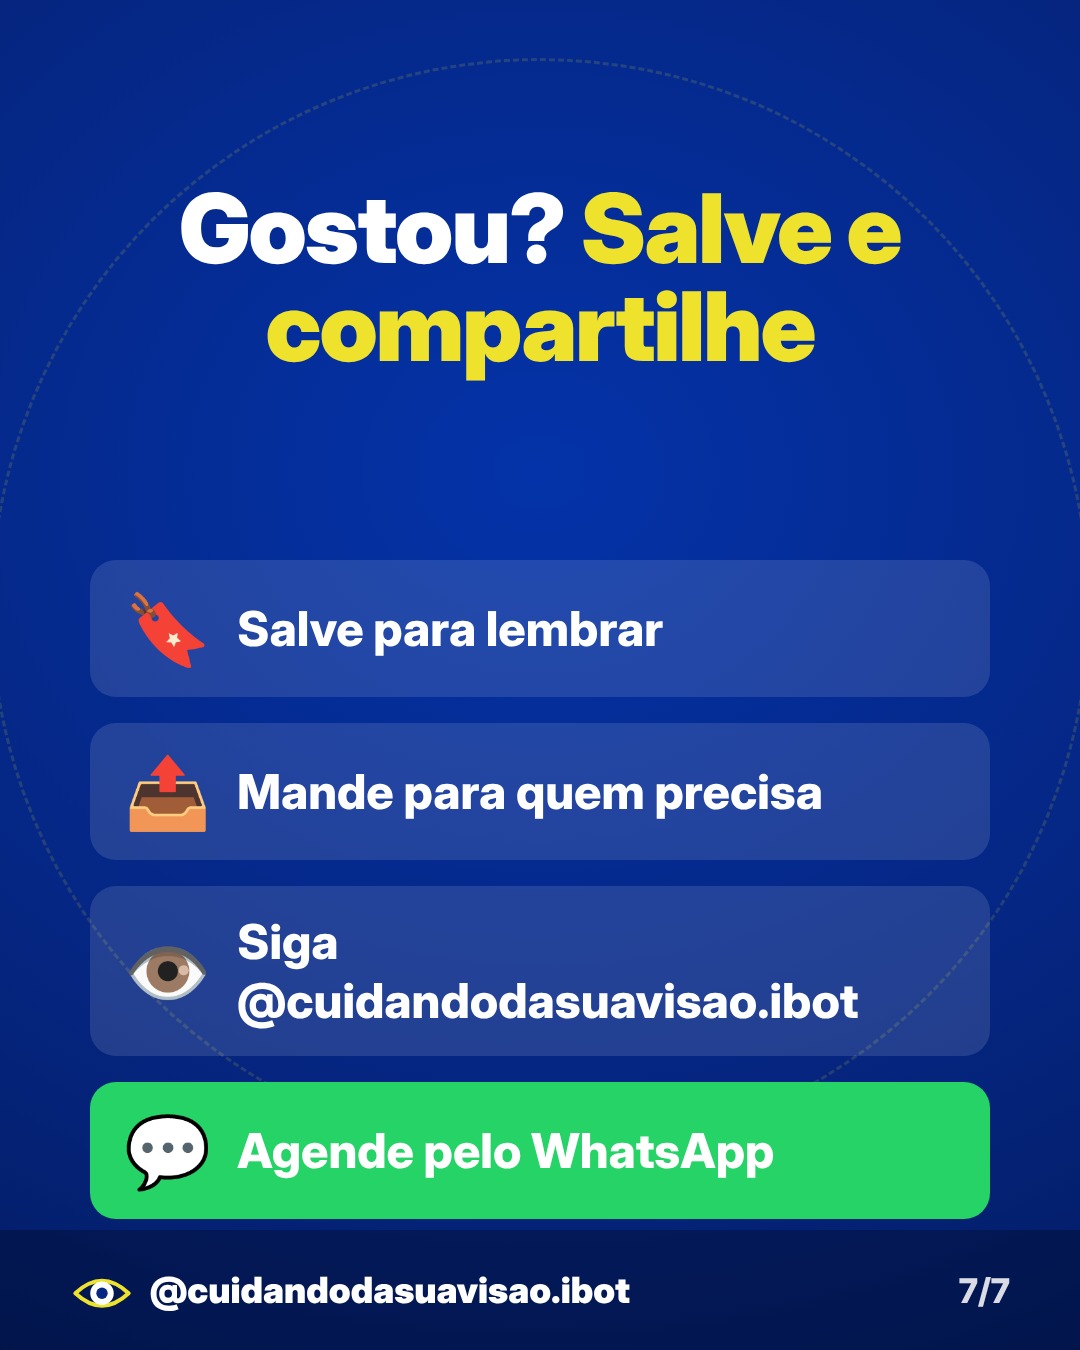 Gostou? Salve e
compartilhe
Salve para lembrar
Mande para quem precisa
Siga
@cuidandodasuavisao.ibot
Agende pelo WhatsApp
@cuidandodasuavisao.ibot
7/7